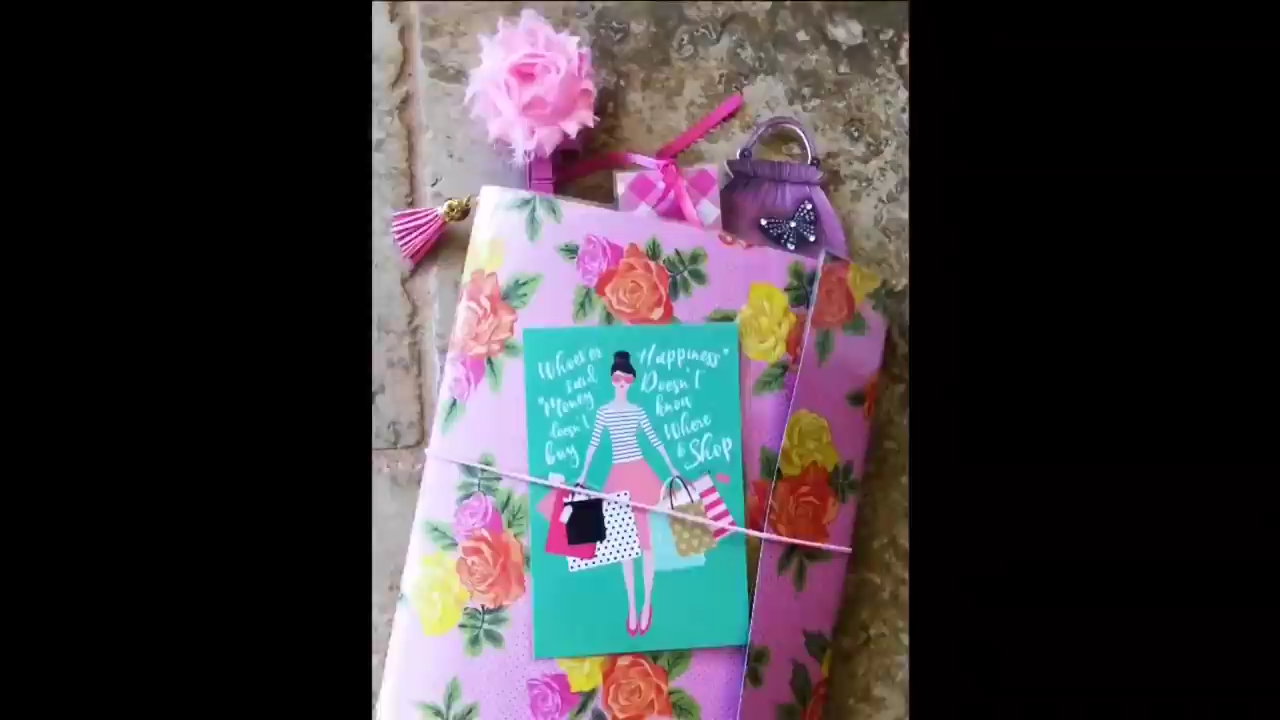 Whoever
said
"Money
doesn't
buy
Happiness"
Doesn't
know
Where
to Shop